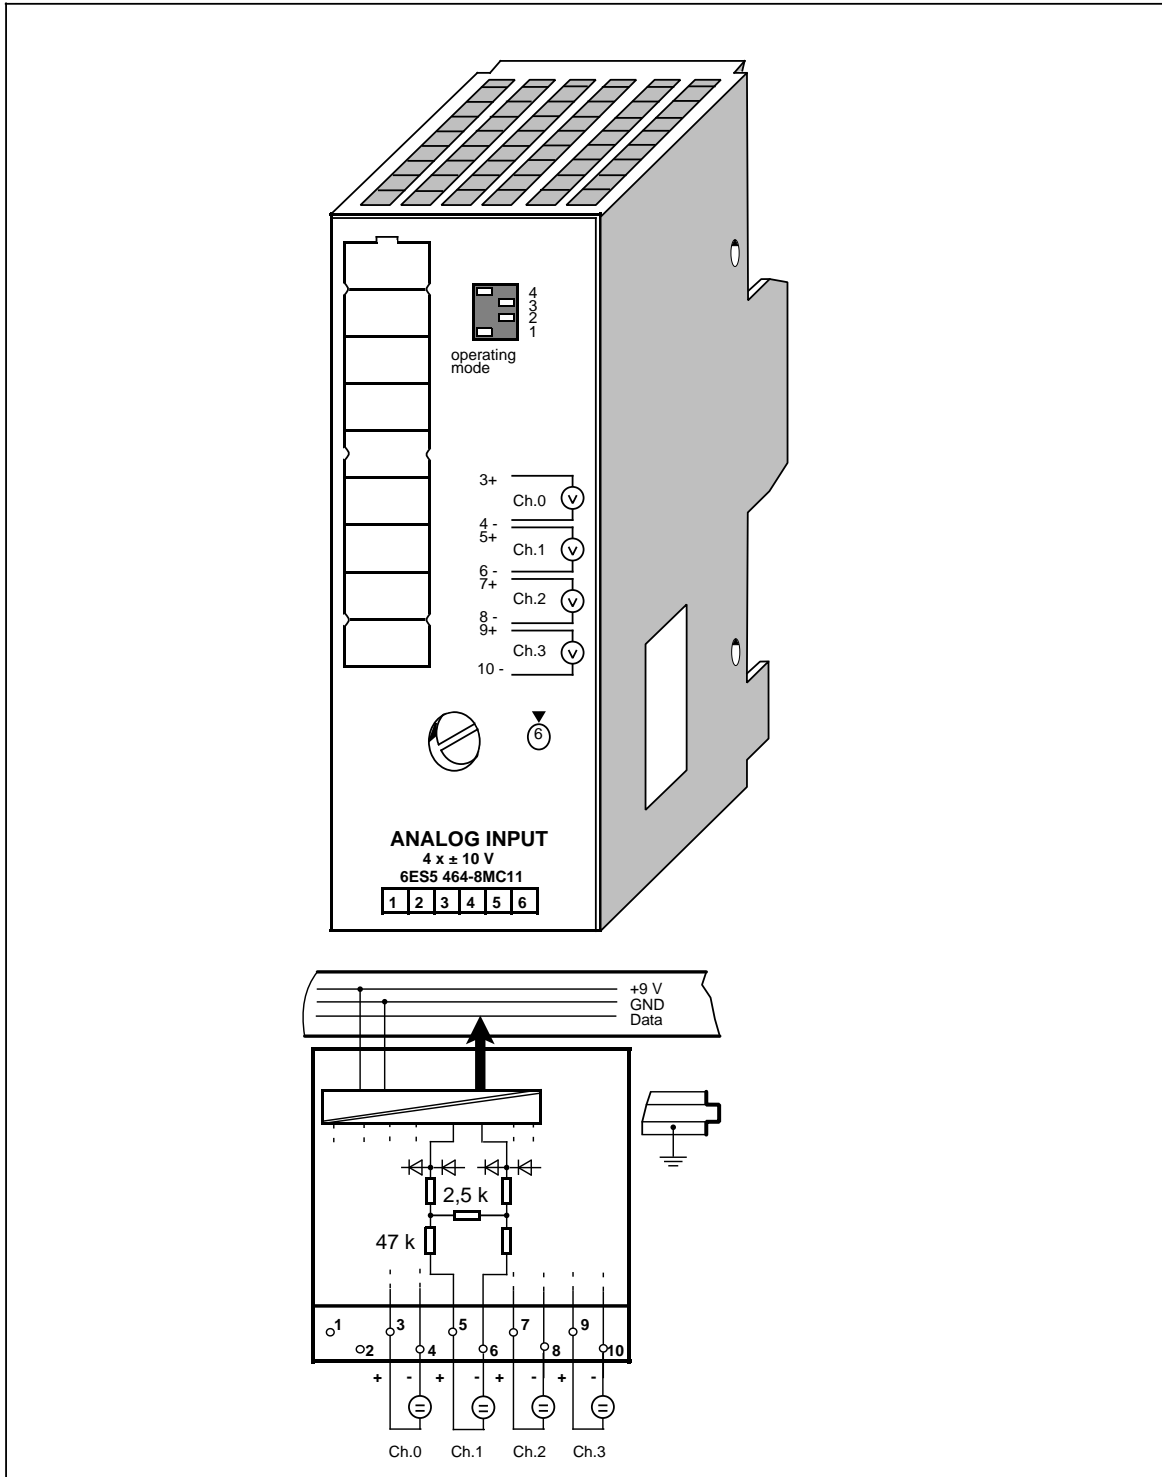 4
3
2
1
operating
mode
3+
Ch.0
4 -
5+
Ch.1
6 -
7+
Ch.2
8 -
9+
Ch.3
10 -
6
ANALOG INPUT
4 x ± 10 V
6ES5 464-8MC11
1 2 3 4 5 6
+9 V
GND
Data
2,5 k
47 k
1 3 5 7 9
2 4 6 8 10
+ - + - + - + -
Ch.0 Ch.1 Ch.2 Ch.3